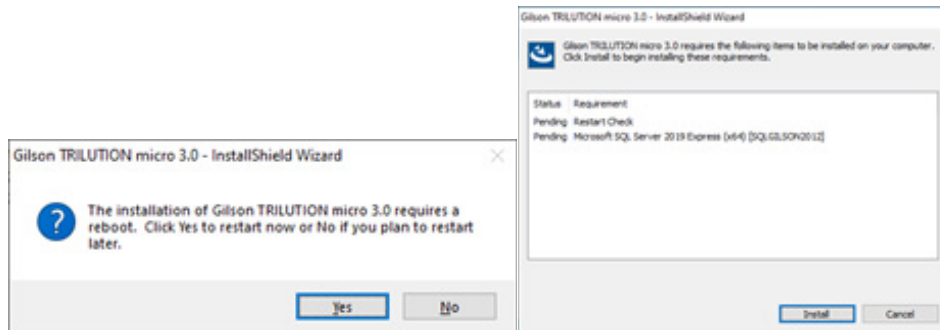 Gilson TRILUTION micro 3.0 - InstallShield Wizard
The installation of Gilson TRILUTION micro 3.0 requires a
reboot. Click Yes to restart now or No if you plan to restart
later.
Yes
No
Gilson TRILUTION micro 3.0 - InstallShield Wizard
Gilson TRILUTION micro 3.0 requires the following items to be installed on your computer.
Click Install to begin installing these requirements.
Status Requirement
Pending Restart Check
Pending Microsoft SQL Server 2019 Express (x64) [SQLGILSON2012]
Install
Cancel